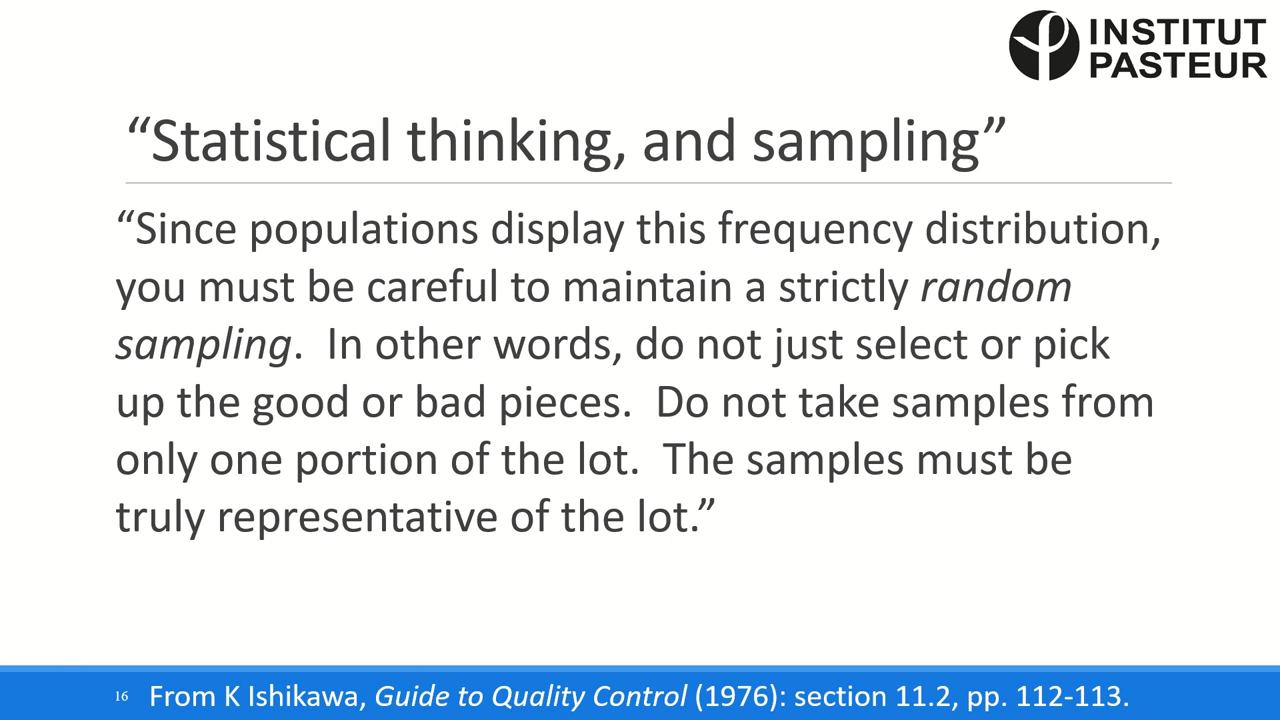 INSTITUT
PASTEUR
“Statistical thinking, and sampling”
“Since populations display this frequency distribution,
you must be careful to maintain a strictly random
sampling.  In other words, do not just select or pick
up the good or bad pieces.  Do not take samples from
only one portion of the lot.  The samples must be
truly representative of the lot.”
16 From K Ishikawa, Guide to Quality Control (1976): section 11.2, pp. 112-113.